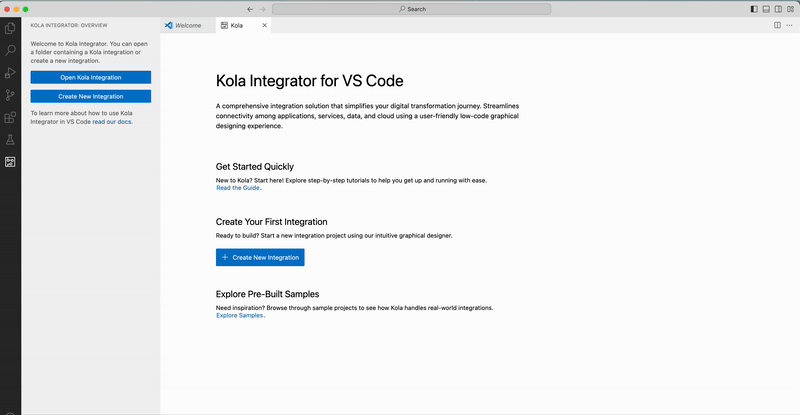 Search
KOLA INTEGRATOR: OVERVIEW
Welcome
Kola
Welcome to Kola Integrator. You can open
a folder containing a Kola integration or
create a new integration.
Open Kola Integration
Create New Integration
To learn more about how to use Kola
Integrator in VS Code read our docs.
Kola Integrator for VS Code
A comprehensive integration solution that simplifies your digital transformation journey. Streamlines
connectivity among applications, services, data, and cloud using a user-friendly low-code graphical
designing experience.
Get Started Quickly
New to Kola? Start here! Explore step-by-step tutorials to help you get up and running with ease.
Read the Guide.
Create Your First Integration
Ready to build? Start a new integration project using our intuitive graphical designer.
Create New Integration
Explore Pre-Built Samples
Need inspiration? Browse through sample projects to see how Kola handles real-world integrations.
Explore Samples.